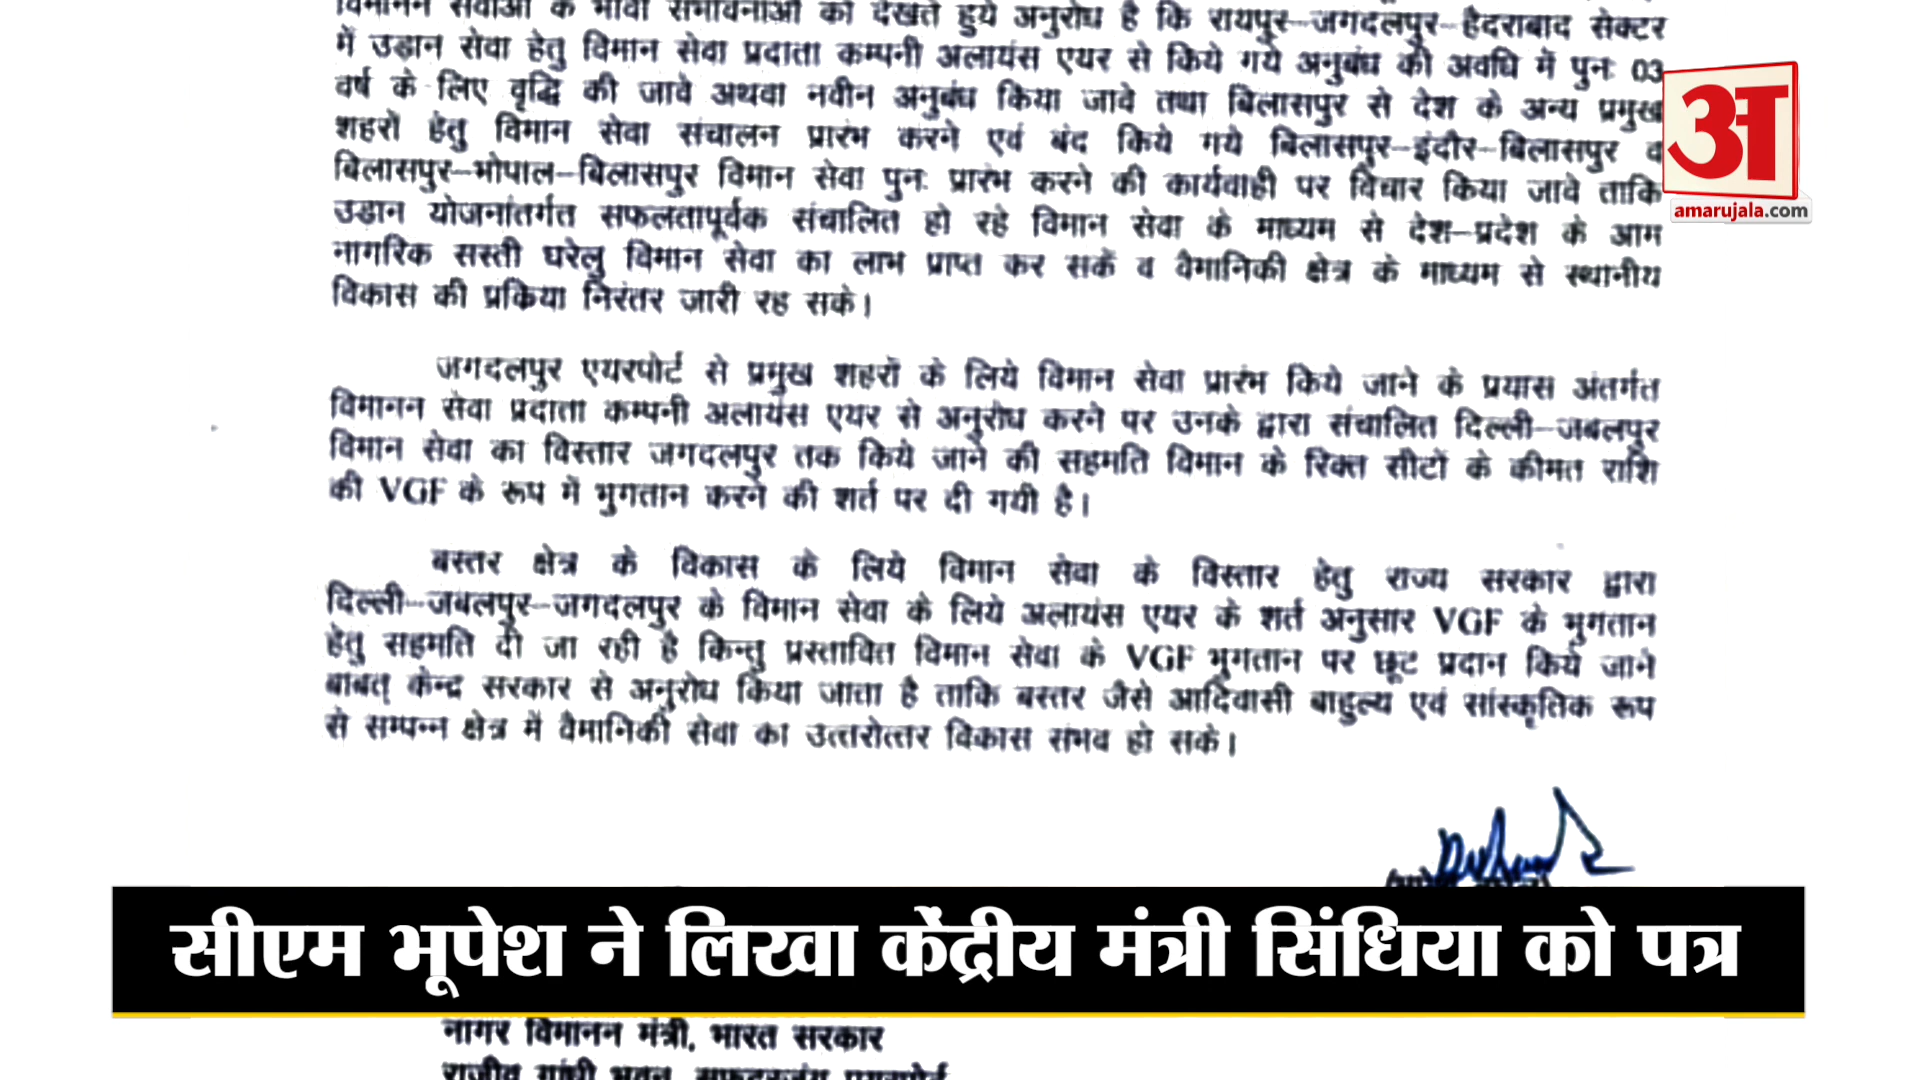 विमानन सेवाओं के भावी संभावनाओं को देखते हुये अनुरोध है कि रायपुर–जगदलपुर–हैदराबाद सेक्टर
में उड़ान सेवा हेतु विमान सेवा प्रदाता कम्पनी अलायंस एयर से किये गये अनुबंध की अवधि में पुनः 03
वर्ष के लिए वृद्धि की जावे अथवा नवीन अनुबंध किया जावे तथा बिलासपुर से देश के अन्य प्रमुख
शहरों हेतु विमान सेवा संचालन प्रारंभ करने एवं बंद किये गये बिलासपुर–इंदौर–बिलासपुर व
बिलासपुर–भोपाल–बिलासपुर विमान सेवा पुनः प्रारंभ करने की कार्यवाही पर विचार किया जावे ताकि
उड़ान योजनांतर्गत सफलतापूर्वक संचालित हो रहे विमान सेवा के माध्यम से देश–प्रदेश के आम
नागरिक सस्ती घरेलु विमान सेवा का लाभ प्राप्त कर सकें व वैमानिकी क्षेत्र के माध्यम से स्थानीय
विकास की प्रक्रिया निरंतर जारी रह सके।
जगदलपुर एयरपोर्ट से प्रमुख शहरों के लिये विमान सेवा प्रारंभ किये जाने के प्रयास अंतर्गत
विमानन सेवा प्रदाता कम्पनी अलायंस एयर से अनुरोध करने पर उनके द्वारा संचालित दिल्ली–जबलपुर
विमान सेवा का विस्तार जगदलपुर तक किये जाने की सहमति विमान के रिक्त सीटों के कीमत राशि
की VGF के रूप में भुगतान करने की शर्त पर दी गयी है।
बस्तर क्षेत्र के विकास के लिये विमान सेवा के विस्तार हेतु राज्य सरकार द्वारा
दिल्ली–जबलपुर–जगदलपुर के विमान सेवा के लिये अलायंस एयर के शर्त अनुसार VGF के भुगतान
हेतु सहमति दी जा रही है किन्तु प्रस्तावित विमान सेवा के VGF भुगतान पर छूट प्रदान किये जाने
बाबत् केन्द्र सरकार से अनुरोध किया जाता है ताकि बस्तर जैसे आदिवासी बाहुल्य एवं सांस्कृतिक रूप
से सम्पन्न क्षेत्र में वैमानिकी सेवा का उत्तरोत्तर विकास संभव हो सके।
अ
amarujala.com
सीएम भूपेश ने लिखा केंद्रीय मंत्री सिंधिया को पत्र
नागर विमानन मंत्री, भारत सरकार
राजीव गांधी भवन, सफदरजंग एयरपोर्ट